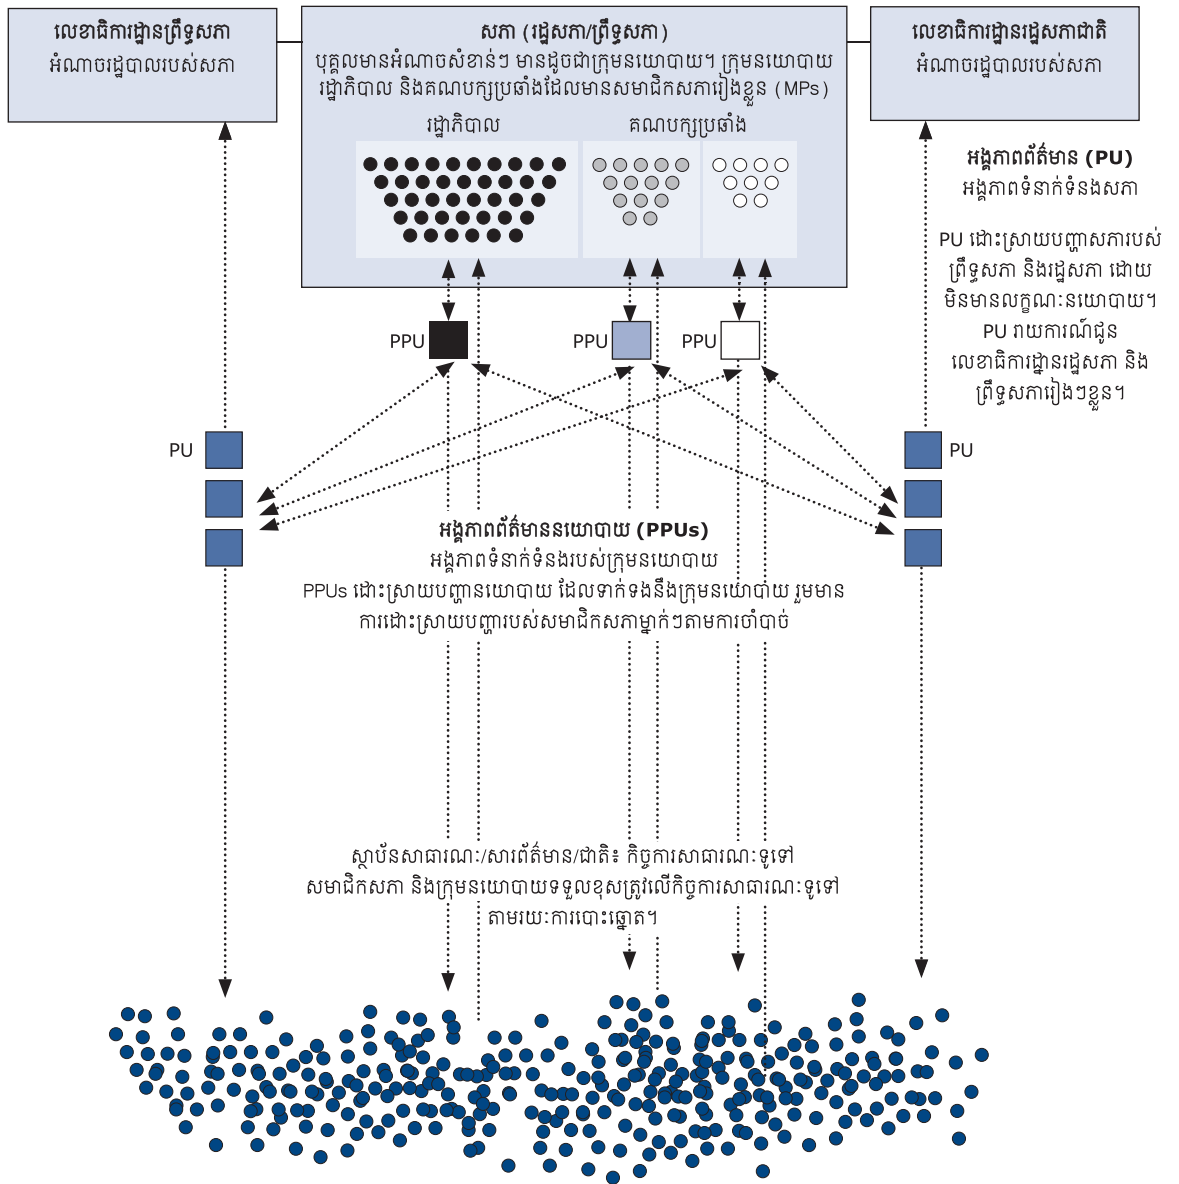 លេខាធិការដ្ឋានព្រឹទ្ធសភា
អំណាចរដ្ឋបាលរបស់សភា
សភា (រដ្ឋសភា/ព្រឹទ្ធសភា)
បុគ្គលមានអំណាចសំខាន់ៗ មានដូចជាក្រុមនយោបាយ។ ក្រុមនយោបាយ
រដ្ឋាភិបាល និងគណបក្សប្រឆាំងដែលមានសមាជិកសភារៀងខ្លួន (MPs)
រដ្ឋាភិបាល
គណបក្សប្រឆាំង
លេខាធិការដ្ឋានរដ្ឋសភាជាតិ
អំណាចរដ្ឋបាលរបស់សភា
អង្គភាពព័ត៌មាន (PU)
អង្គភាពទំនាក់ទំនងសភា
PU ដោះស្រាយបញ្ហាសភារបស់
ព្រឹទ្ធសភា និងរដ្ឋសភា ដោយ
មិនមានលក្ខណៈនយោបាយ។
PU រាយការណ៍ជូន
លេខាធិការដ្ឋានរដ្ឋសភា និង
ព្រឹទ្ធសភារៀងៗខ្លួន។
PPU
PPU
PPU
PU
PU
អង្គភាពព័ត៌មាននយោបាយ (PPUs)
អង្គភាពទំនាក់ទំនងរបស់ក្រុមនយោបាយ
PPUs ដោះស្រាយបញ្ហានយោបាយ ដែលទាក់ទងនឹងក្រុមនយោបាយ រួមមាន
ការដោះស្រាយបញ្ហារបស់សមាជិកសភាម្នាក់ៗតាមការចាំបាច់
ស្ថាប័នសាធារណៈ/សារព័ត៌មាន/ជាតិ៖ កិច្ចការសាធារណៈទូទៅ
សមាជិកសភា និងក្រុមនយោបាយទទួលខុសត្រូវលើកិច្ចការសាធារណៈទូទៅ
តាមរយៈការបោះឆ្នោត។